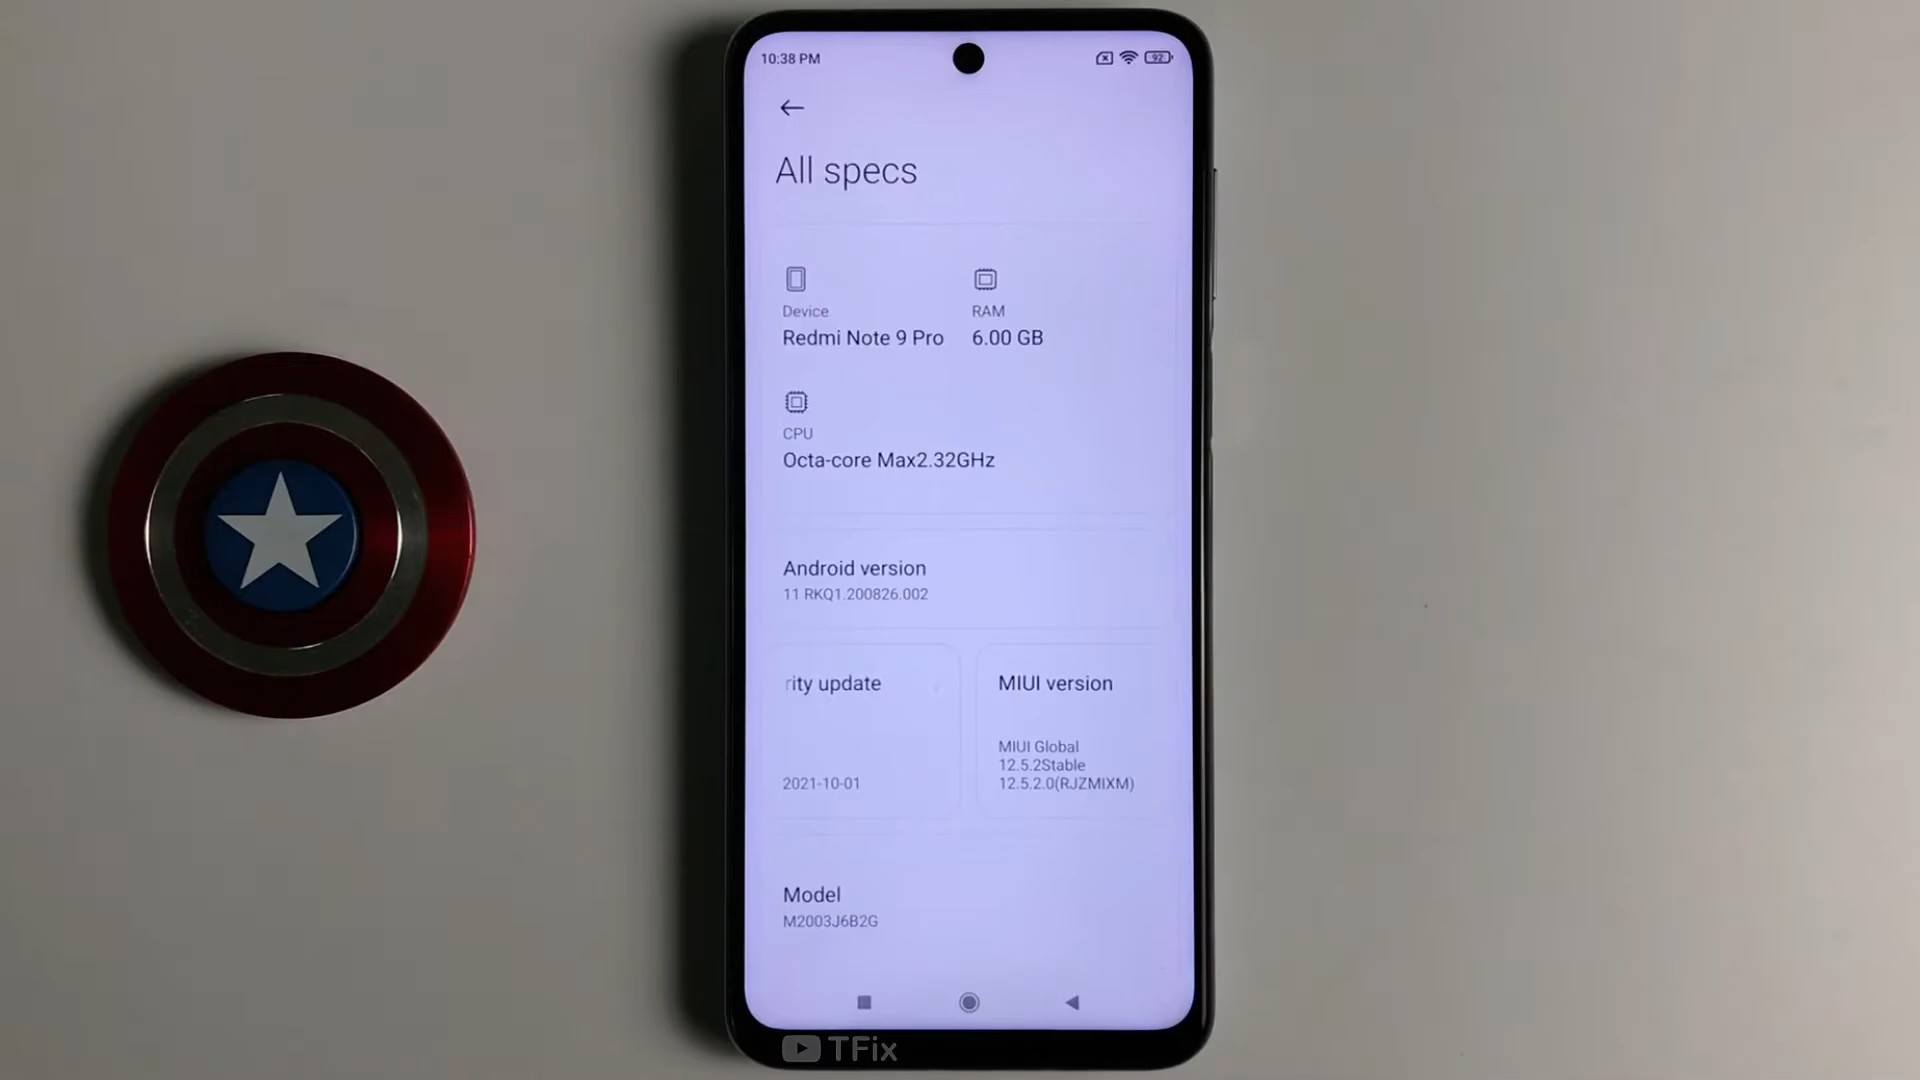 10:38 PM
92
All specs
Device
Redmi Note 9 Pro
RAM
6.00 GB
CPU
Octa-core Max2.32GHz
Android version
11 RKQ1.200826.002
rity update
2021-10-01
MIUI version
MIUI Global
12.5.2Stable
12.5.2.0(RJZMIXM)
Model
M2003J6B2G
TFix